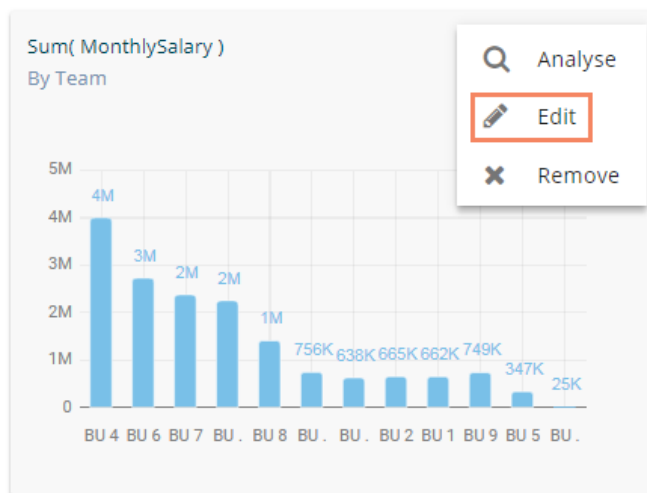 Sum( MonthlySalary )
By Team
Analyse
Edit
Remove
5M
4M
3M
2M
1M
0
4M
3M
2M
2M
1M
756K
638K
665K
662K
749K
347K
25K
BU 4 BU 6 BU 7 BU . BU 8 BU . BU . BU 2 BU 1 BU 9 BU 5 BU .